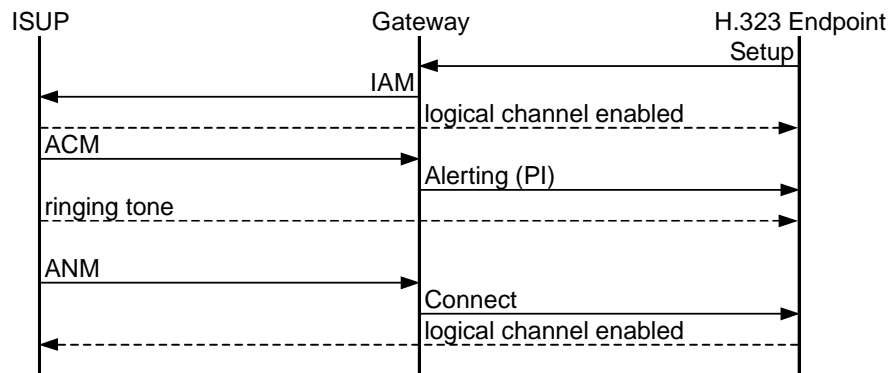 ISUP Gateway H.323 Endpoint
Setup
IAM
logical channel enabled
ACM
Alerting (PI)
ringing tone
ANM
Connect
logical channel enabled